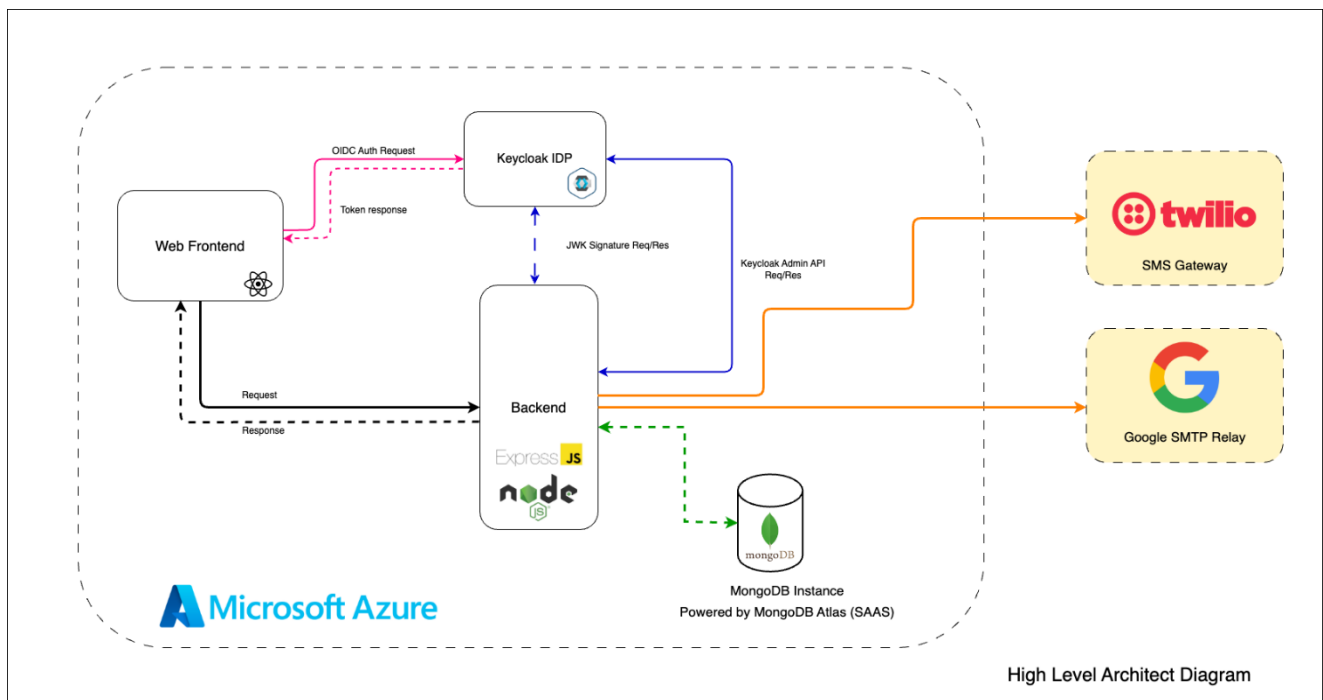 OIDC Auth Request
Keycloak IDP
Token response
Web Frontend
JWK Signature Req/Res
Keycloak Admin API
Req/Res
twilio
SMS Gateway
Request
Response
Backend
Express JS
node
JS
Google SMTP Relay
mongoDB
MongoDB Instance
Powered by MongoDB Atlas (SAAS)
Microsoft Azure
High Level Architect Diagram